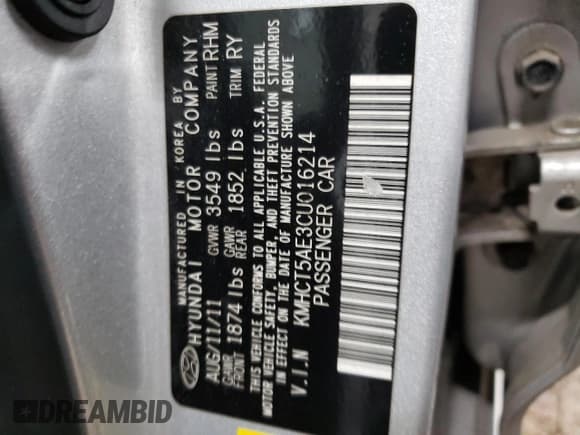 MANUFACTURED IN KOREA BY
HYUNDAI MOTOR COMPANY
AUG/11/11 GVWR 3549 lbs PAINT RHM
GAWR FRONT 1874 lbs GAWR REAR 1852 lbs TRIM RY
THIS VEHICLE CONFORMS TO ALL APPLICABLE U.S.A. FEDERAL
MOTOR VEHICLE SAFETY, BUMPER, AND THEFT PREVENTION STANDARDS
IN EFFECT ON THE DATE OF MANUFACTURE SHOWN ABOVE
V.I.N KMHCT5AE3CU016214
PASSENGER CAR
DREAMBID